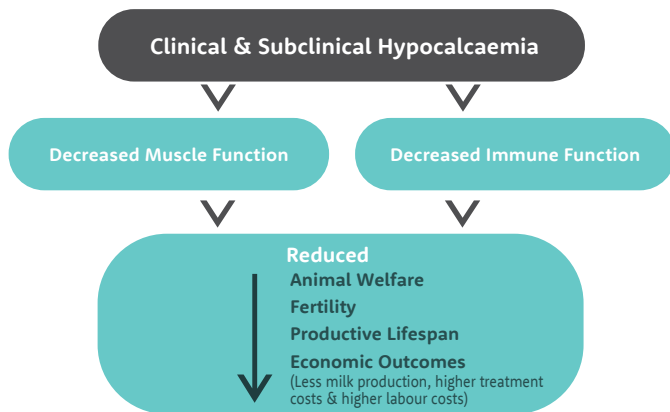 Clinical & Subclinical Hypocalcaemia
Decreased Muscle Function
Decreased Immune Function
Reduced
Animal Welfare
Fertility
Productive Lifespan
Economic Outcomes
(Less milk production, higher treatment
costs & higher labour costs)